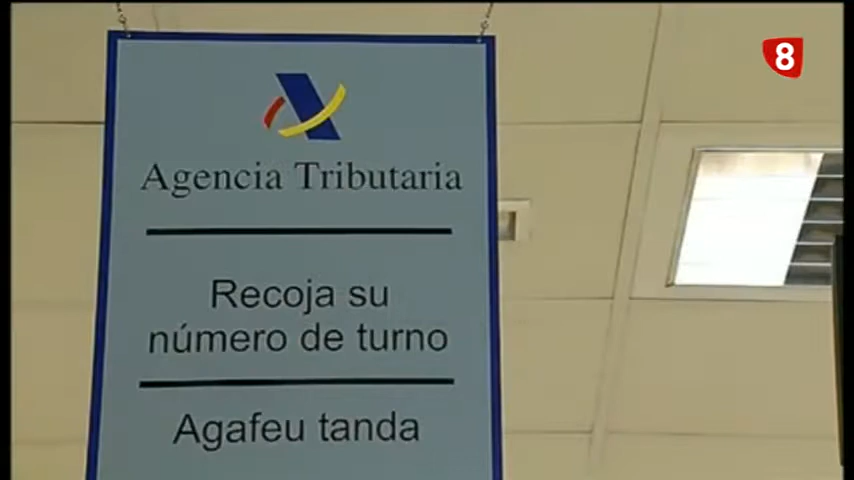 8
Agencia Tributaria
Recoja su
número de turno
Agafeu tanda